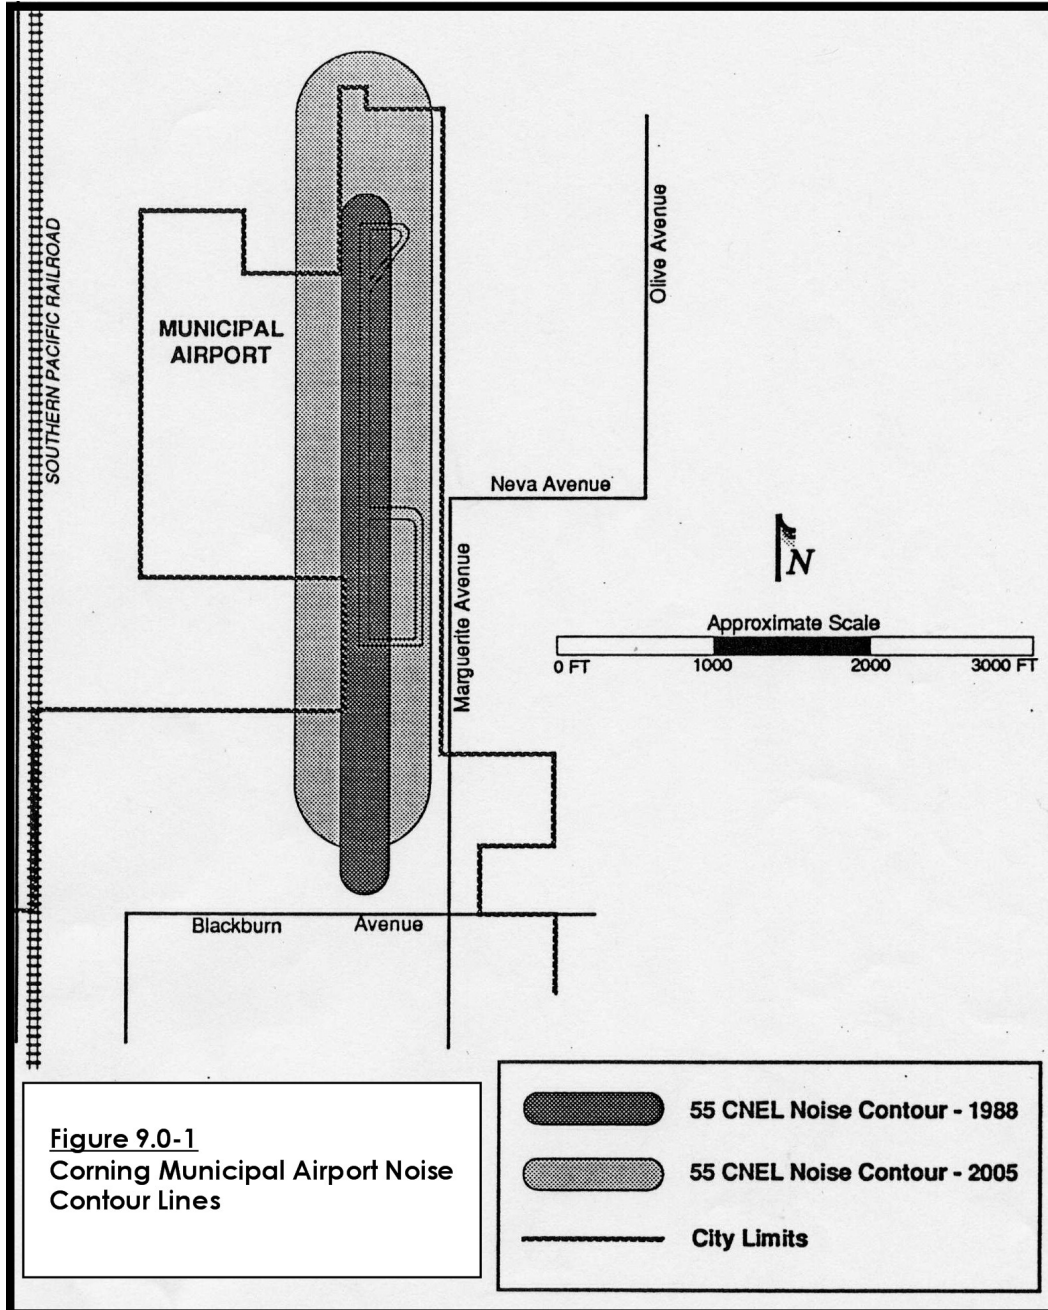 SOUTHERN PACIFIC RAILROAD
MUNICIPAL
AIRPORT
Olive Avenue
Neva Avenue
Marguerite Avenue
N
Approximate Scale
0 FT 1000 2000 3000 FT
Blackburn Avenue
Figure 9.0-1
Corning Municipal Airport Noise
Contour Lines
55 CNEL Noise Contour - 1988
55 CNEL Noise Contour - 2005
City Limits